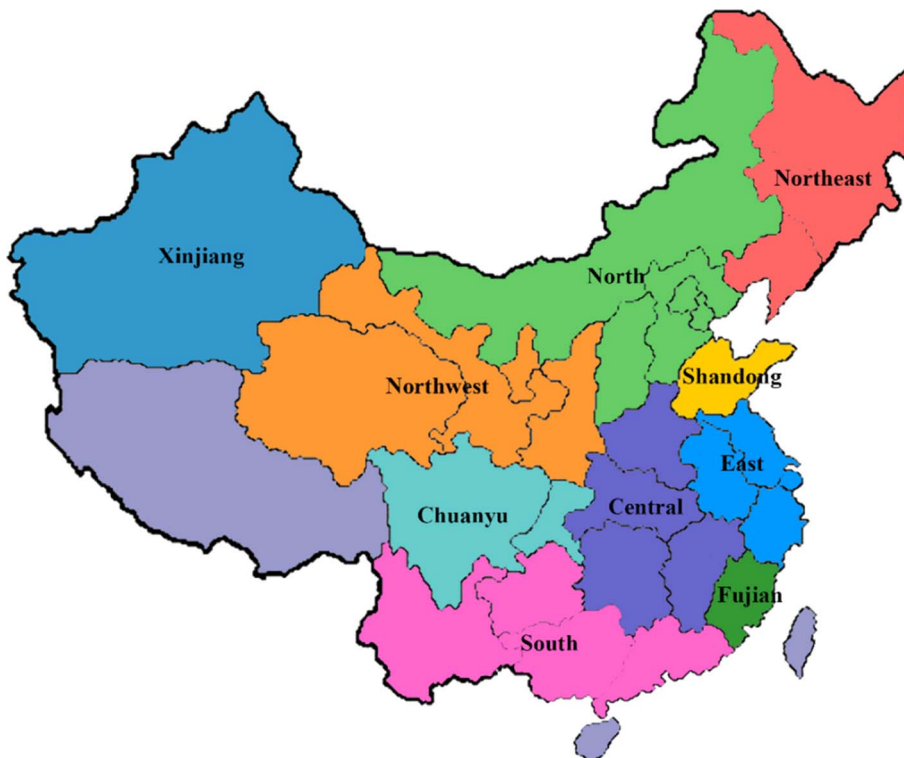 Northeast
Xinjiang
North
Shandong
Northwest
East
Central
Chuanyu
Fujian
South